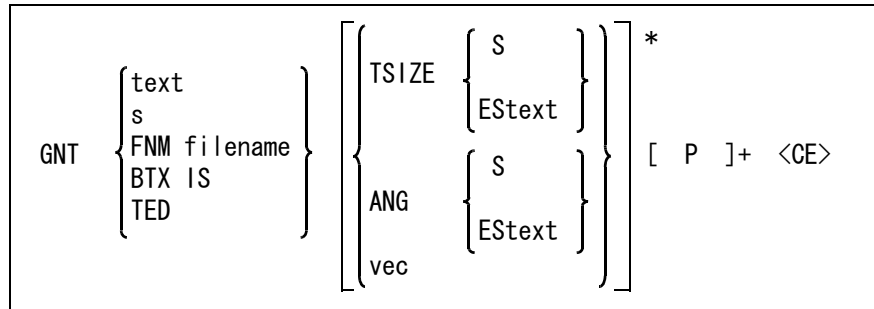 GNT { text s FNM filename BTX IS TED } [ { TSIZE { S EStext } ANG { S EStext } vec } ] * [ P ]+ <CE>